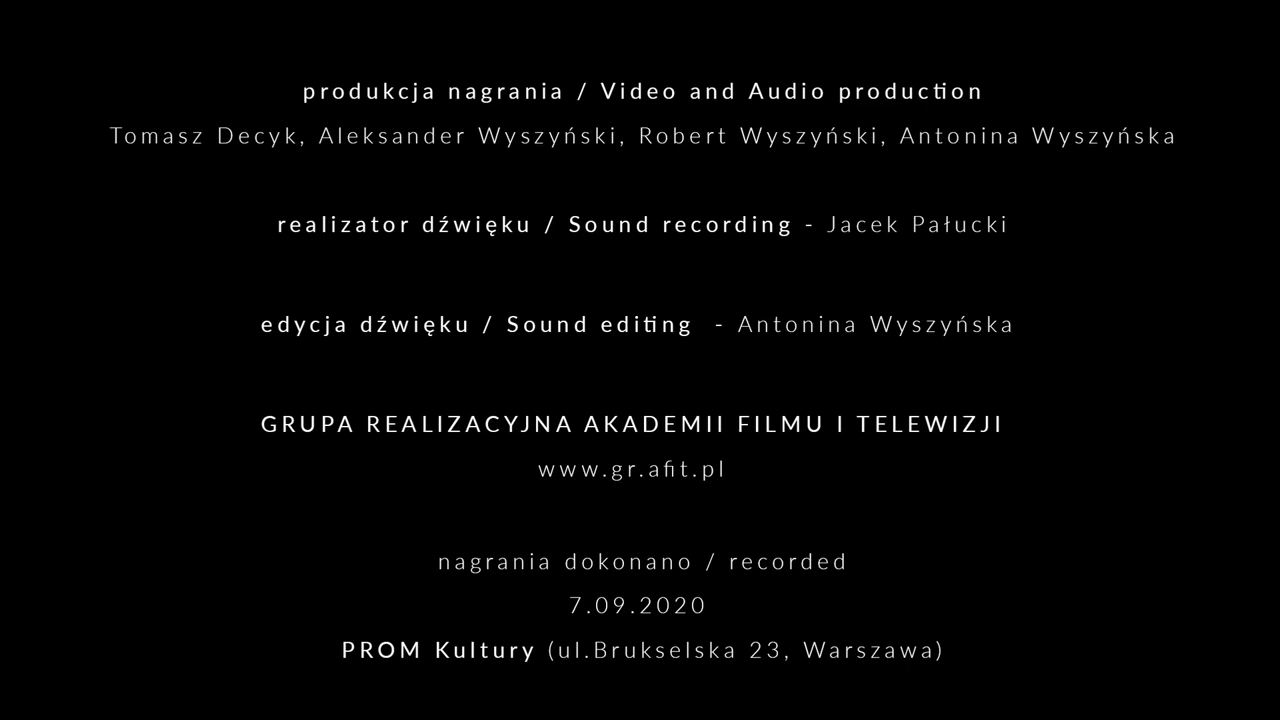 produkcja nagrania / Video and Audio production
Tomasz Decyk, Aleksander Wyszyński, Robert Wyszyński, Antonina Wyszyńska
realizator dźwięku / Sound recording - Jacek Pałucki
edycja dźwięku / Sound editing - Antonina Wyszyńska
GRUPA REALIZACYJNA AKADEMII FILMU I TELEWIZJI
www.gr.afit.pl
nagrania dokonano / recorded
7.09.2020
PROM Kultury (ul.Brukselska 23, Warszawa)